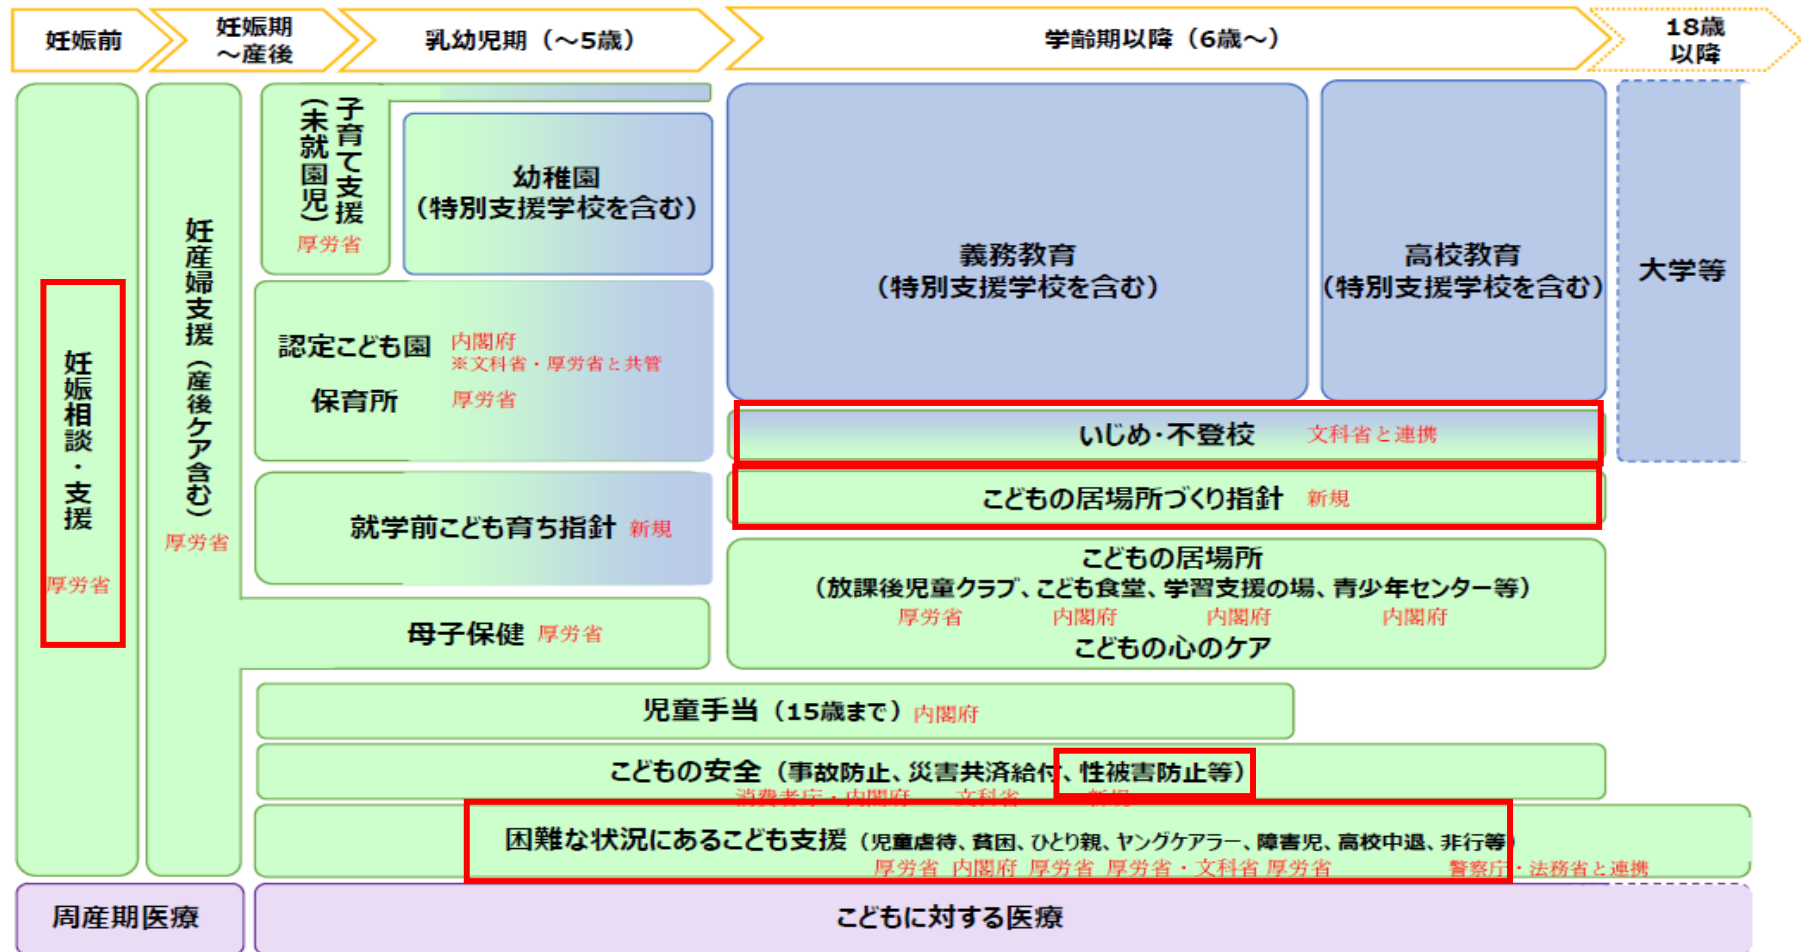 妊娠前
妊娠期
～産後
乳幼児期（～5歳）
学齢期以降（6歳～）
18歳
以降
妊娠相談・支援
厚労省
妊産婦支援（産後ケア含む）
厚労省
子育て支援
（未就園児）
厚労省
幼稚園
（特別支援学校を含む）
認定こども園 内閣府
※文科省・厚労省と共管
保育所 厚労省
就学前こども育ち指針 新規
母子保健 厚労省
義務教育
（特別支援学校を含む）
高校教育
（特別支援学校を含む）
大学等
いじめ・不登校 文科省と連携
こどもの居場所づくり指針 新規
こどもの居場所
（放課後児童クラブ、こども食堂、学習支援の場、青少年センター等）
厚労省 内閣府 内閣府 内閣府
こどもの心のケア
児童手当（15歳まで）内閣府
こどもの安全（事故防止、災害共済給付、性被害防止等）
消費者庁・内閣府 文科省 新規
困難な状況にあるこども支援（児童虐待、貧困、ひとり親、ヤングケアラー、障害児、高校中退、非行等）
厚労省 内閣府 厚労省 厚労省・文科省 厚労省 警察庁・法務省と連携
周産期医療
こどもに対する医療